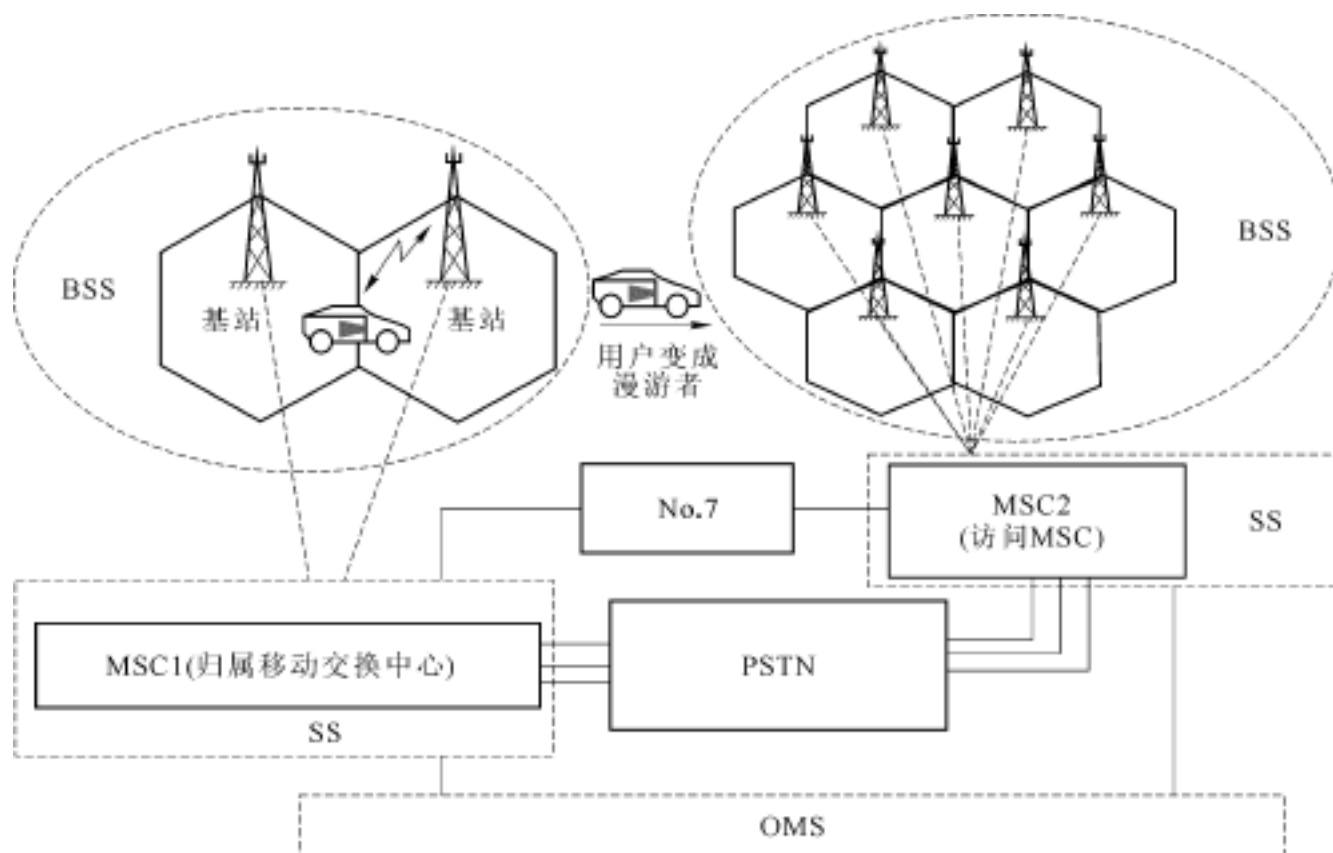 BSS
基站
基站
用户变成
漫游者
BSS
No.7
MSC2
(访问MSC)
SS
MSC1(归属移动交换中心)
SS
PSTN
OMS